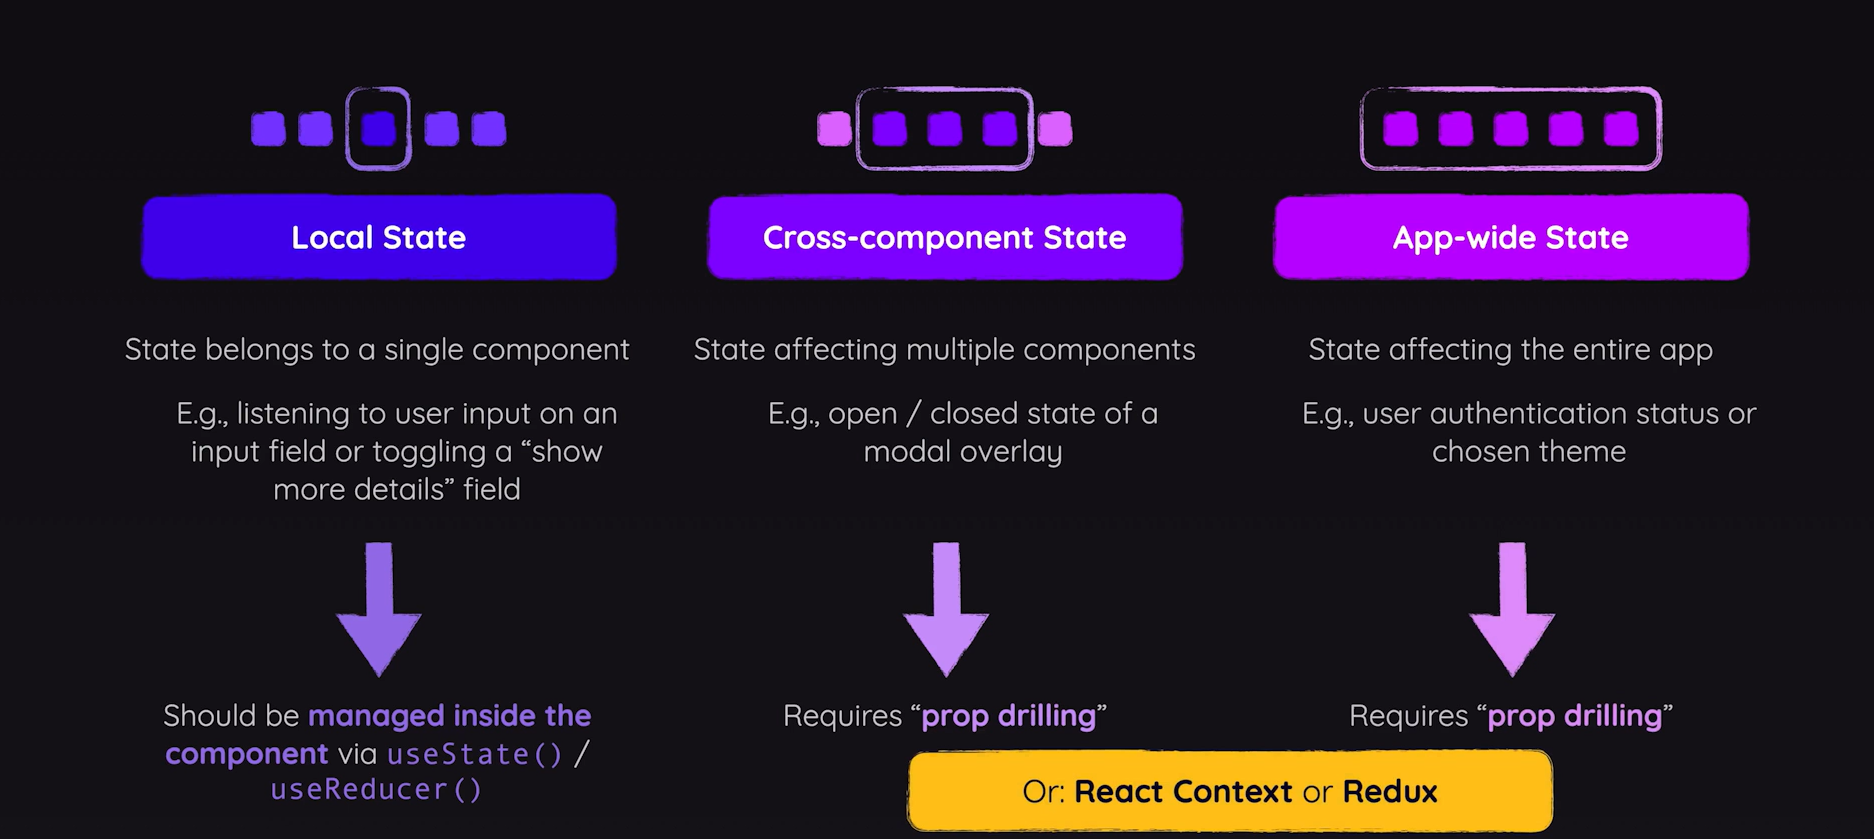 Local State
State belongs to a single component
E.g., listening to user input on an
input field or toggling a “show
more details” field
Should be managed inside the
component via useState() /
useReducer()
Cross-component State
State affecting multiple components
E.g., open / closed state of a
modal overlay
Requires “prop drilling”
App-wide State
State affecting the entire app
E.g., user authentication status or
chosen theme
Requires “prop drilling”
Or: React Context or Redux